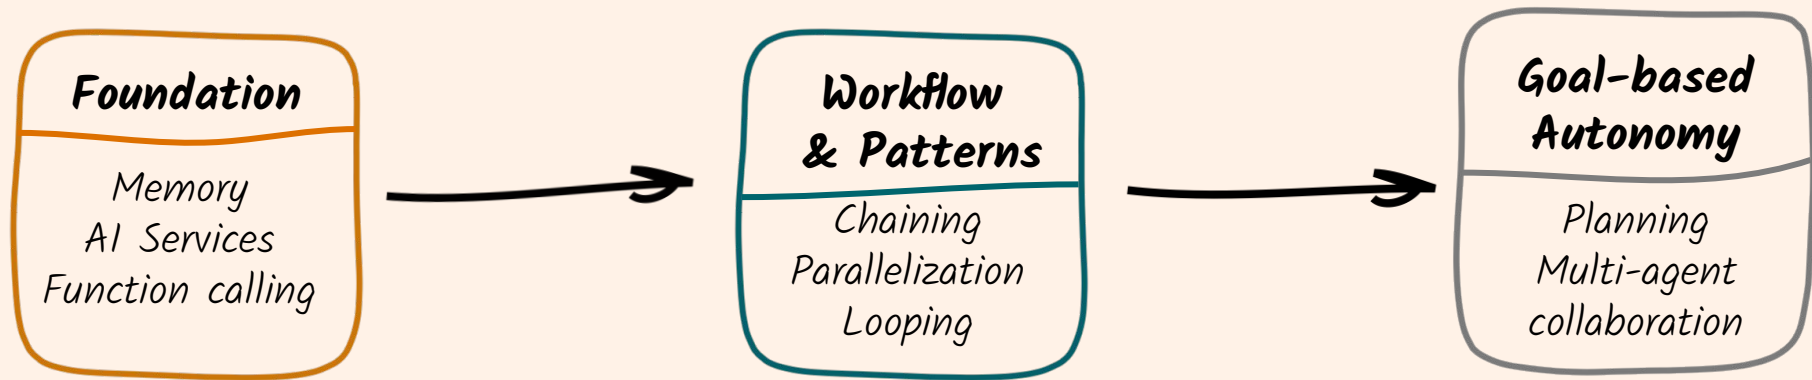 Foundation
Memory
AI Services
Function calling
Workflow
& Patterns
Chaining
Parallelization
Looping
Goal-based
Autonomy
Planning
Multi-agent
collaboration